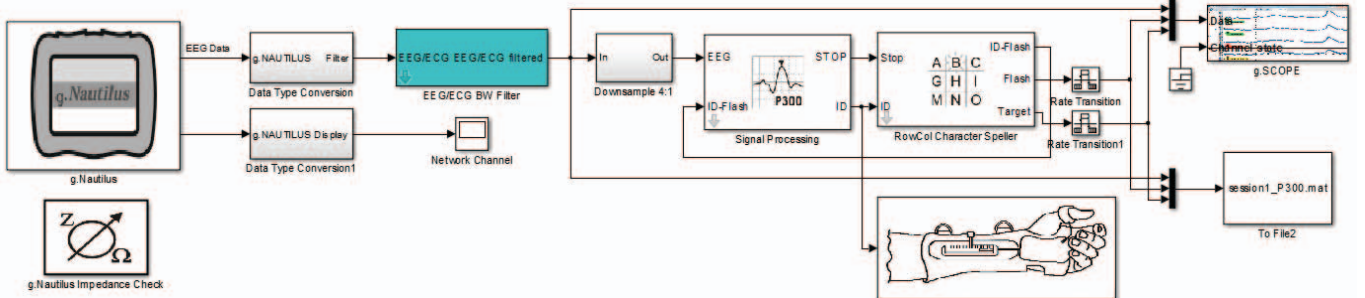 g.Nautilus
g.Nautilus
EEG Data
g.NAUTILUS Filter
Data Type Conversion
g.NAUTILUS Display
Data Type Conversion1
EEG/ECG EEG/ECG filtered
EEG/ECG BW Filter
Network Channel
In Out
Downsample 4:1
EEG STOP
P300
ID-Flash ID
Signal Processing
Stop ID-Flash
A B C
G H I
M N O
Flash
Target
ID
RowCol Character Speller
Rate Transition
Rate Transition1
Data
Channel state
g.SCOPE
session1_P300.mat
To File2
Z
Ω
g.Nautilus Impedance Check